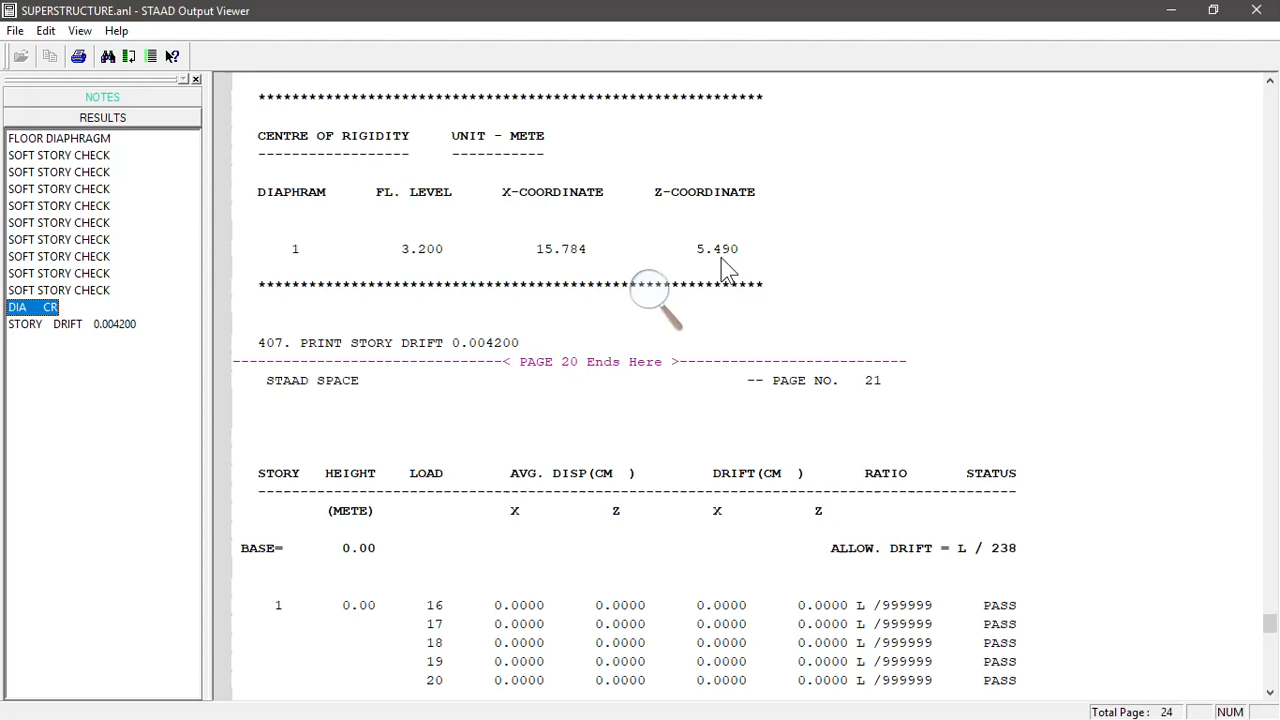 SUPERSTRUCTURE.anl - STAAD Output Viewer
File Edit View Help
NOTES
RESULTS
FLOOR DIAPHRAGM
SOFT STORY CHECK
SOFT STORY CHECK
SOFT STORY CHECK
SOFT STORY CHECK
SOFT STORY CHECK
SOFT STORY CHECK
SOFT STORY CHECK
SOFT STORY CHECK
SOFT STORY CHECK
DIA CR
STORY DRIFT 0.004200
************************************************************
CENTRE OF RIGIDITY UNIT - METE
------------------ -----------
DIAPHRAM FL. LEVEL X-COORDINATE Z-COORDINATE
1 3.200 15.784 5.490
************************************************************
407. PRINT STORY DRIFT 0.004200
--------------------------------< PAGE 20 Ends Here >---------------------------
STAAD SPACE -- PAGE NO. 21
STORY HEIGHT LOAD AVG. DISP(CM ) DRIFT(CM ) RATIO STATUS
------------------------------------------------------------------------------------------
(METE) X Z X Z
BASE= 0.00 ALLOW. DRIFT = L / 238
1 0.00 16 0.0000 0.0000 0.0000 0.0000 L /999999 PASS
17 0.0000 0.0000 0.0000 0.0000 L /999999 PASS
18 0.0000 0.0000 0.0000 0.0000 L /999999 PASS
19 0.0000 0.0000 0.0000 0.0000 L /999999 PASS
20 0.0000 0.0000 0.0000 0.0000 L /999999 PASS
Total Page : 24 NUM